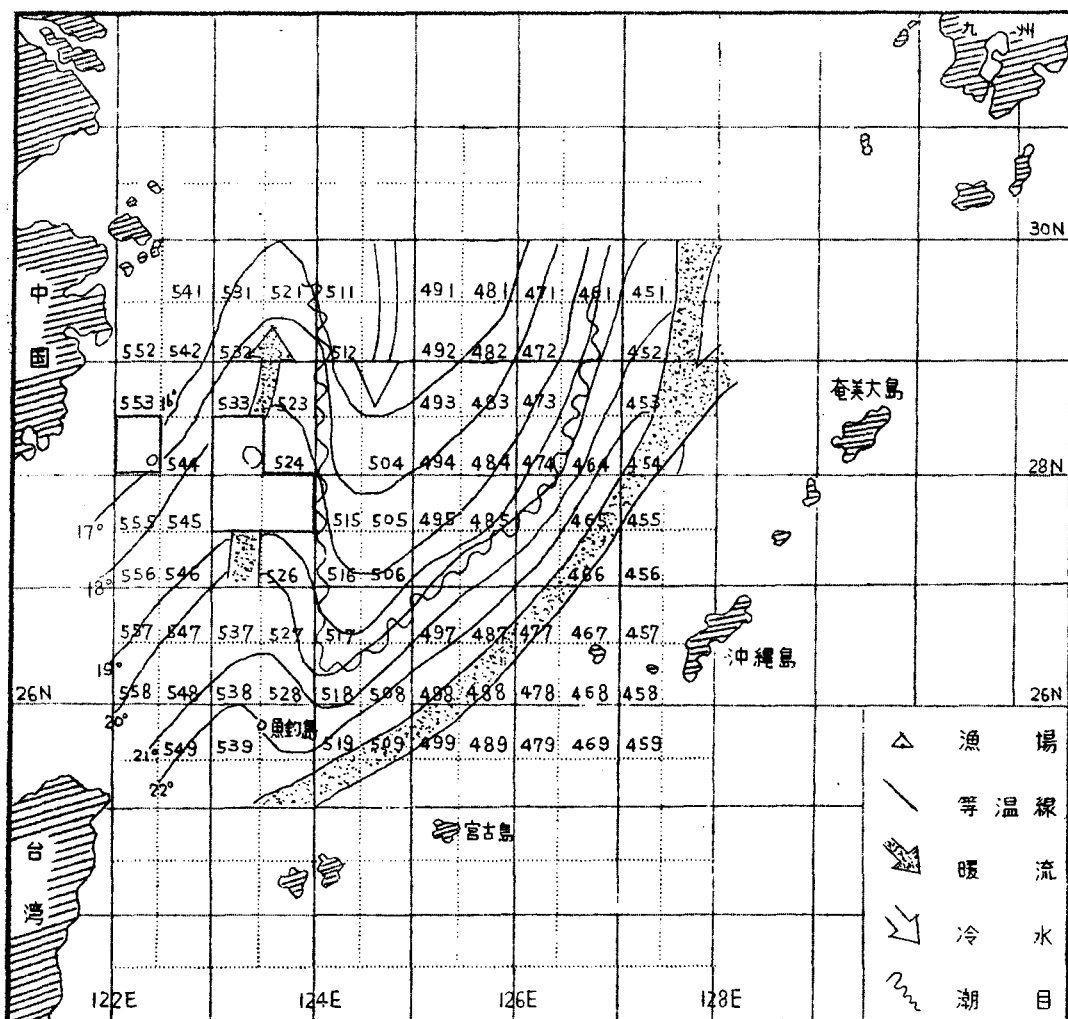 九 州
30N
中
国
541 531 521 511 491 481 471 461 451
552 542 532 512 492 482 472 452
553 16° 533 523 493 483 473 453
奄美大島
544 524 504 494 484 474 464 454
28N
17° 555 545 515 505 495 485 465 455
18° 556 546 526 516 506 466 456
557 547 537 527 517 497 487 477 467 457
沖縄島
19°
26N 558 548 538 528 518 508 498 488 478 468 458 26N
20°
魚釣島
21° 549 539 519 509 499 489 479 469 459
22°
漁 場
等温線
宮古島
台
湾
暖 流
冷 水
潮 目
122E 124E 126E 128E